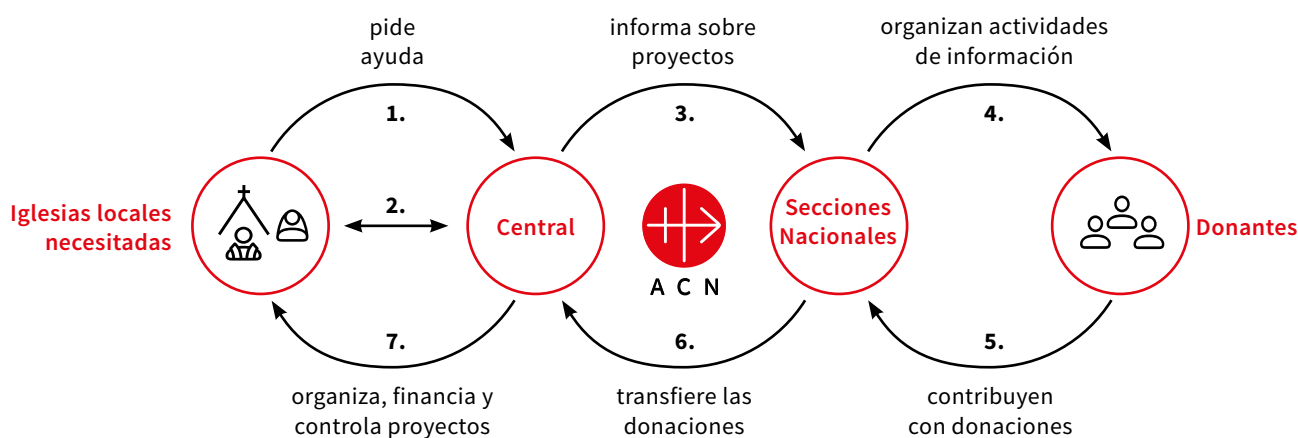 pide
ayuda
informa sobre
proyectos
organizan actividades
de información
1.
3.
4.
Iglesias locales
necesitadas
2.
Central
A C N
Secciones
Nacionales
Donantes
7.
6.
5.
organiza, financia y
controla proyectos
transfiere las
donaciones
contribuyen
con donaciones